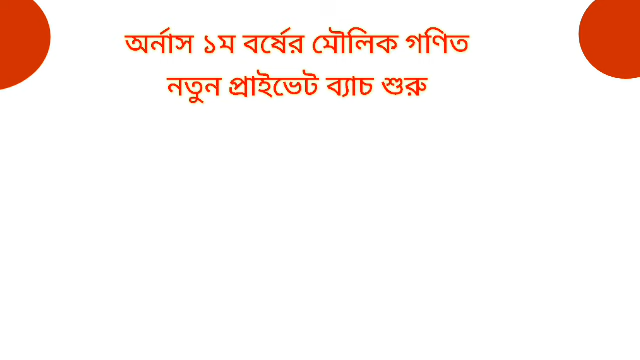 অর্নাস ১ম বর্ষের মৌলিক গণিত
নতুন প্রাইভেট ব্যাচ শুরু